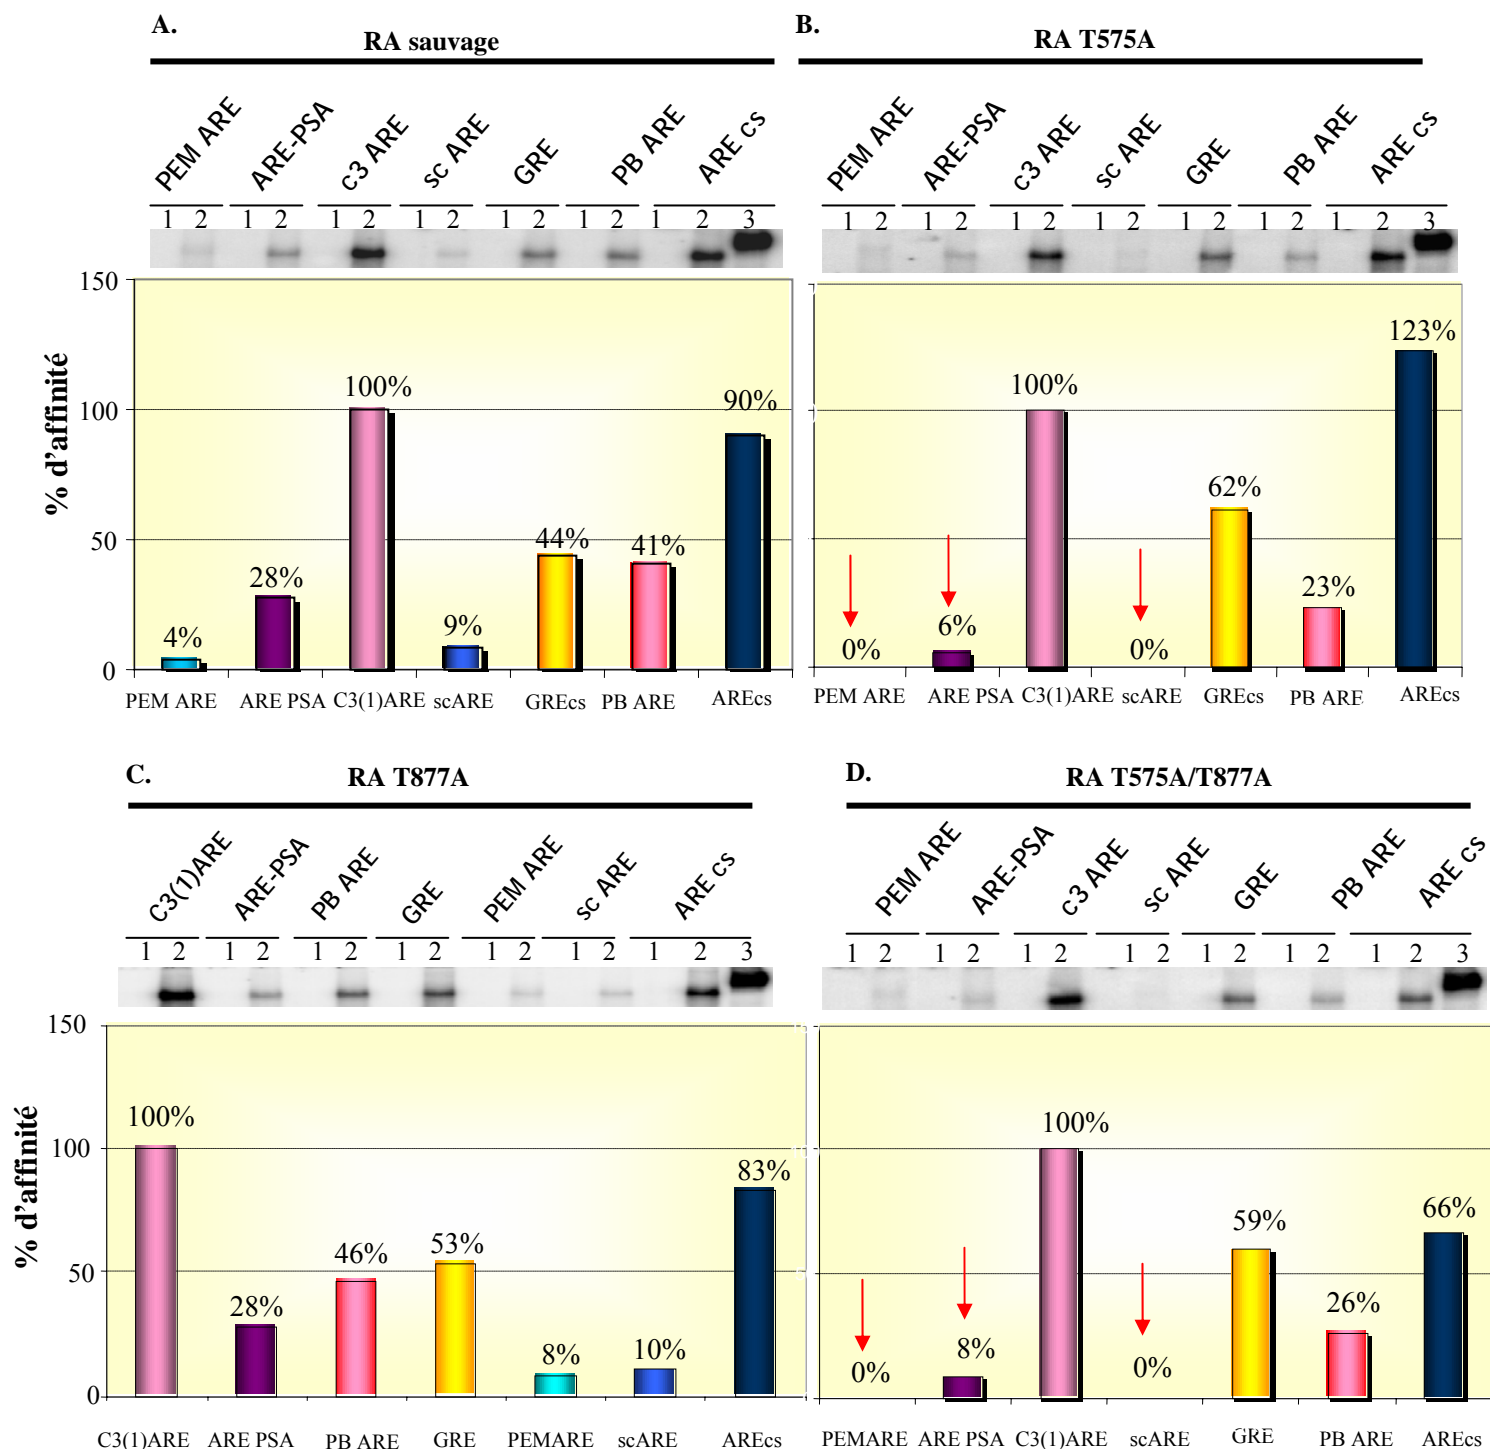 A.
RA sauvage
PEM ARE
ARE-PSA
c3 ARE
sc ARE
GRE
PB ARE
ARE cs
1 2 1 2 1 2 1 2 1 2 1 2 1 2 3
% d'affinité
150
100
50
0
4%
28%
100%
9%
44%
41%
90%
PEM ARE ARE PSA C3(1)ARE scARE GREcs PB ARE AREcs
B.
RA T575A
PEM ARE
ARE-PSA
c3 ARE
sc ARE
GRE
PB ARE
ARE cs
1 2 1 2 1 2 1 2 1 2 1 2 1 2 3
0%
6%
100%
0%
62%
23%
123%
PEM ARE ARE PSA C3(1)ARE scARE GREcs PB ARE AREcs
C.
RA T877A
C3(1)ARE
ARE-PSA
PB ARE
GRE
PEM ARE
sc ARE
ARE cs
1 2 1 2 1 2 1 2 1 2 1 2 1 2 3
% d'affinité
150
100
50
0
100%
28%
46%
53%
8%
10%
83%
C3(1)ARE ARE PSA PB ARE GRE PEMARE scARE AREcs
D.
RA T575A/T877A
PEM ARE
ARE-PSA
c3 ARE
sc ARE
GRE
PB ARE
ARE cs
1 2 1 2 1 2 1 2 1 2 1 2 1 2 3
0%
8%
100%
0%
59%
26%
66%
PEMARE ARE PSA C3(1)ARE scARE GRE PB ARE AREcs